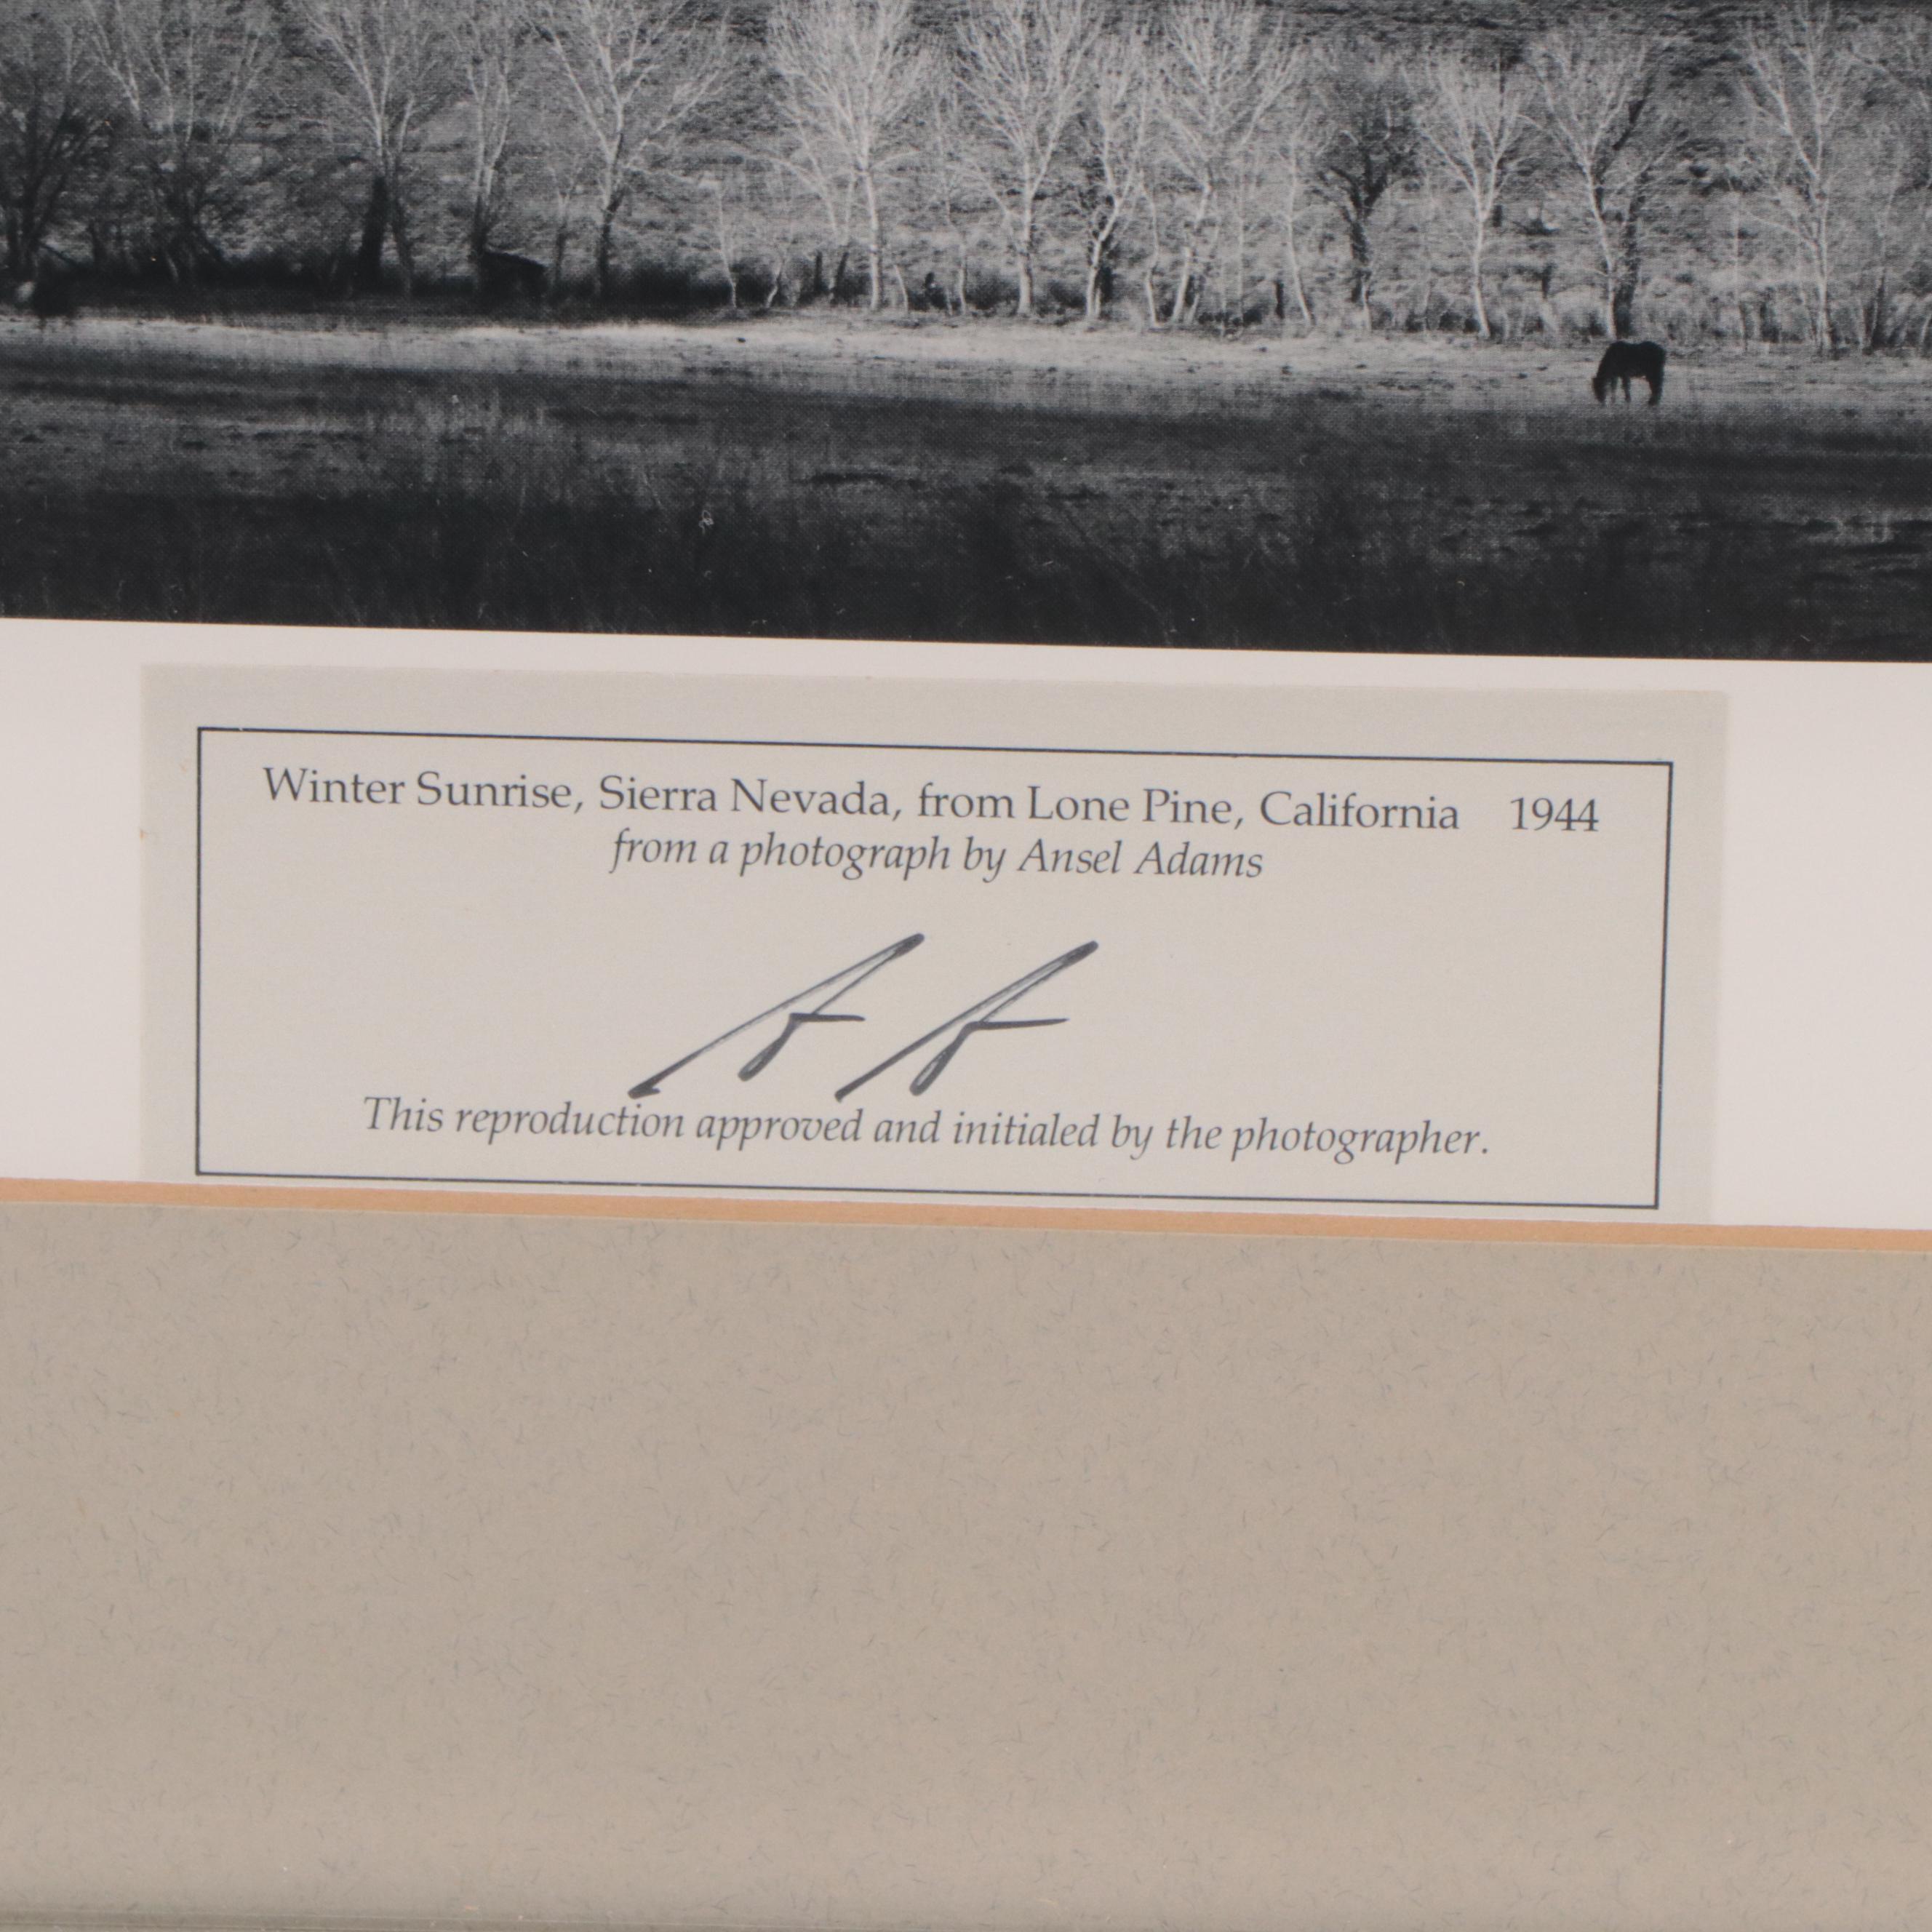 Winter Sunrise, Sierra Nevada, from Lone Pine, California 1944
from a photograph by Ansel Adams
A A
This reproduction approved and initialed by the photographer.